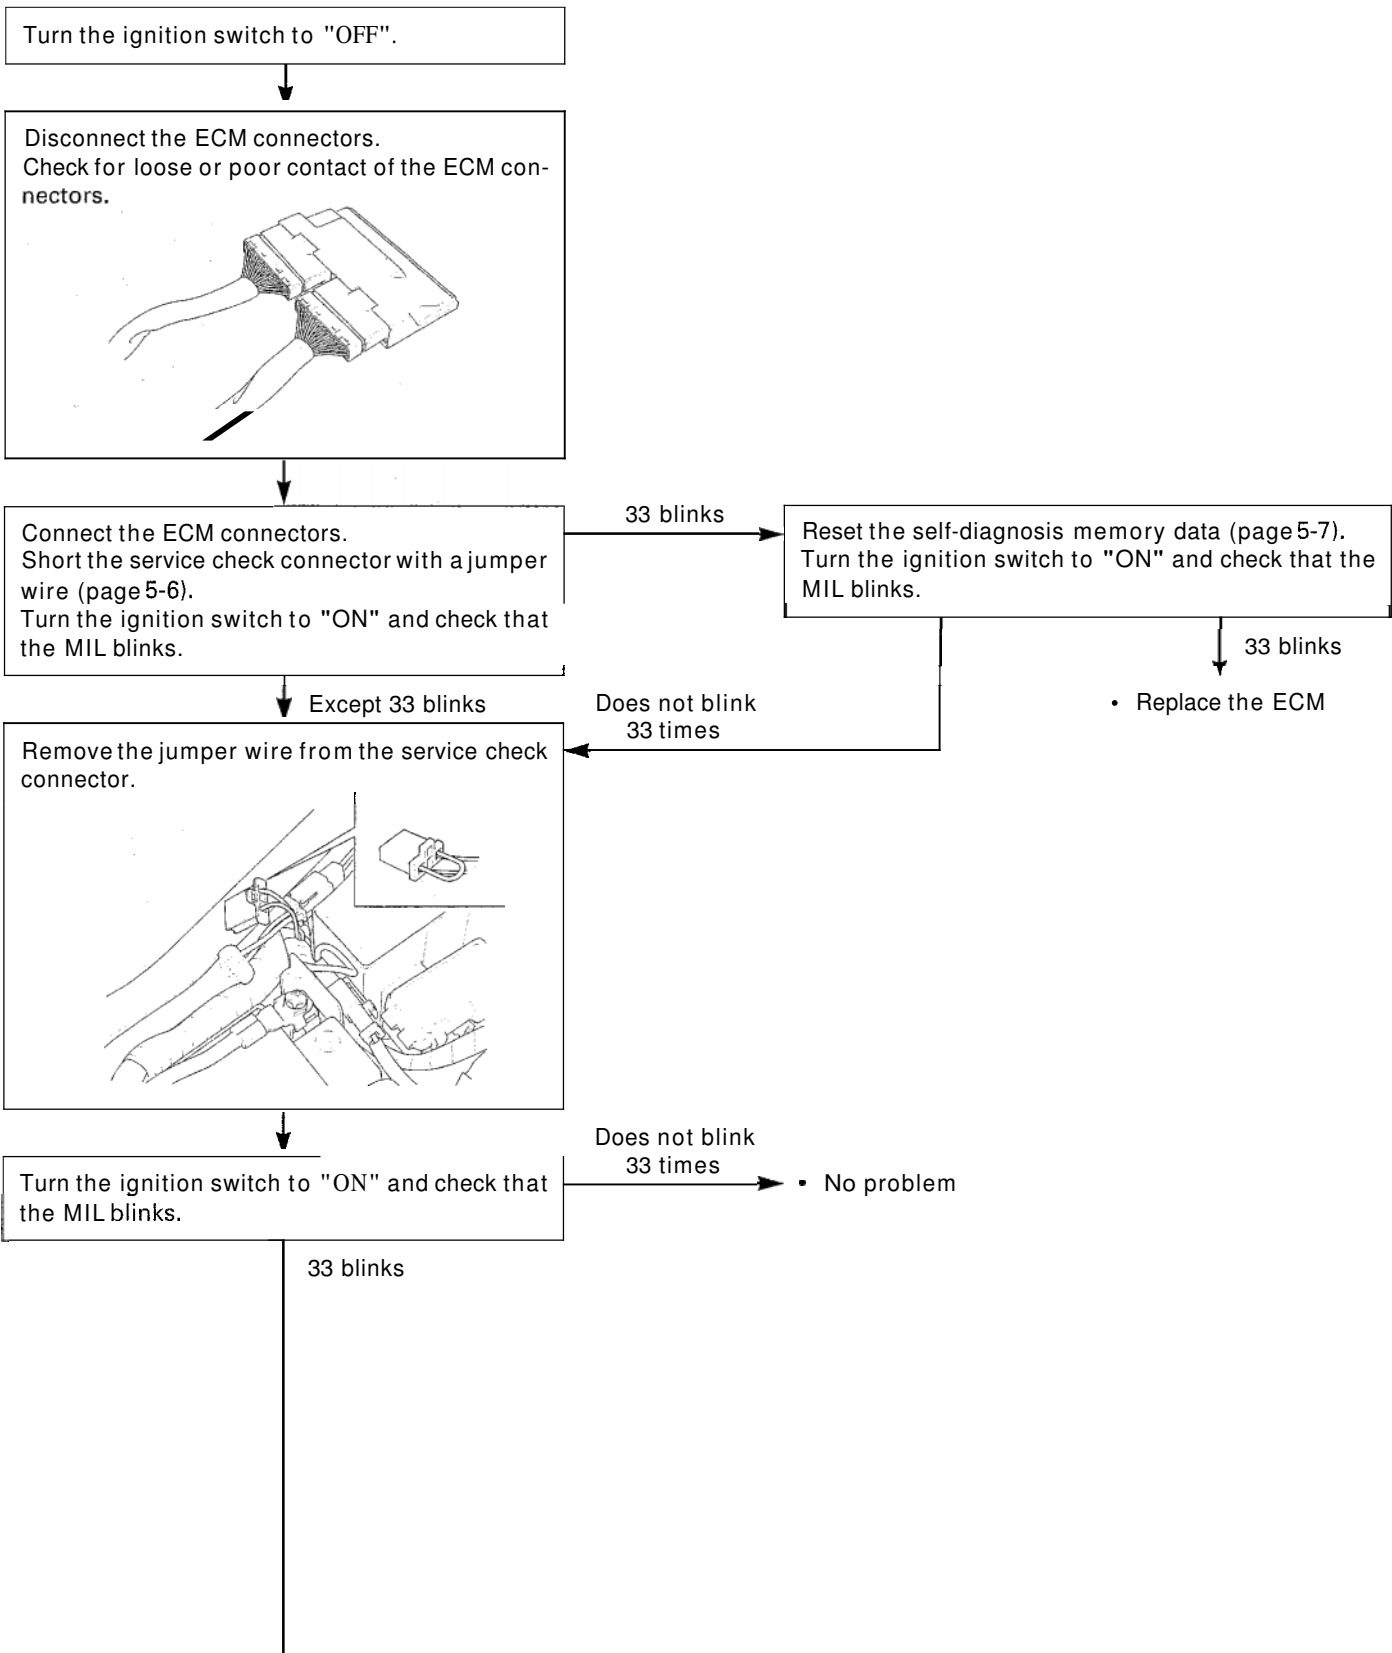 Turn the ignition switch to "OFF".
Disconnect the ECM connectors.
Check for loose or poor contact of the ECM con-
nectors.
Connect the ECM connectors.
Short the service check connector with a jumper
wire (page 5-6).
Turn the ignition switch to "ON" and check that
the MIL blinks.
33 blinks
Reset the self-diagnosis memory data (page 5-7).
Turn the ignition switch to "ON" and check that the
MIL blinks.
33 blinks
• Replace the ECM
Except 33 blinks
Does not blink
33 times
Remove the jumper wire from the service check
connector.
Turn the ignition switch to "ON" and check that
the MIL blinks.
Does not blink
33 times
• No problem
33 blinks